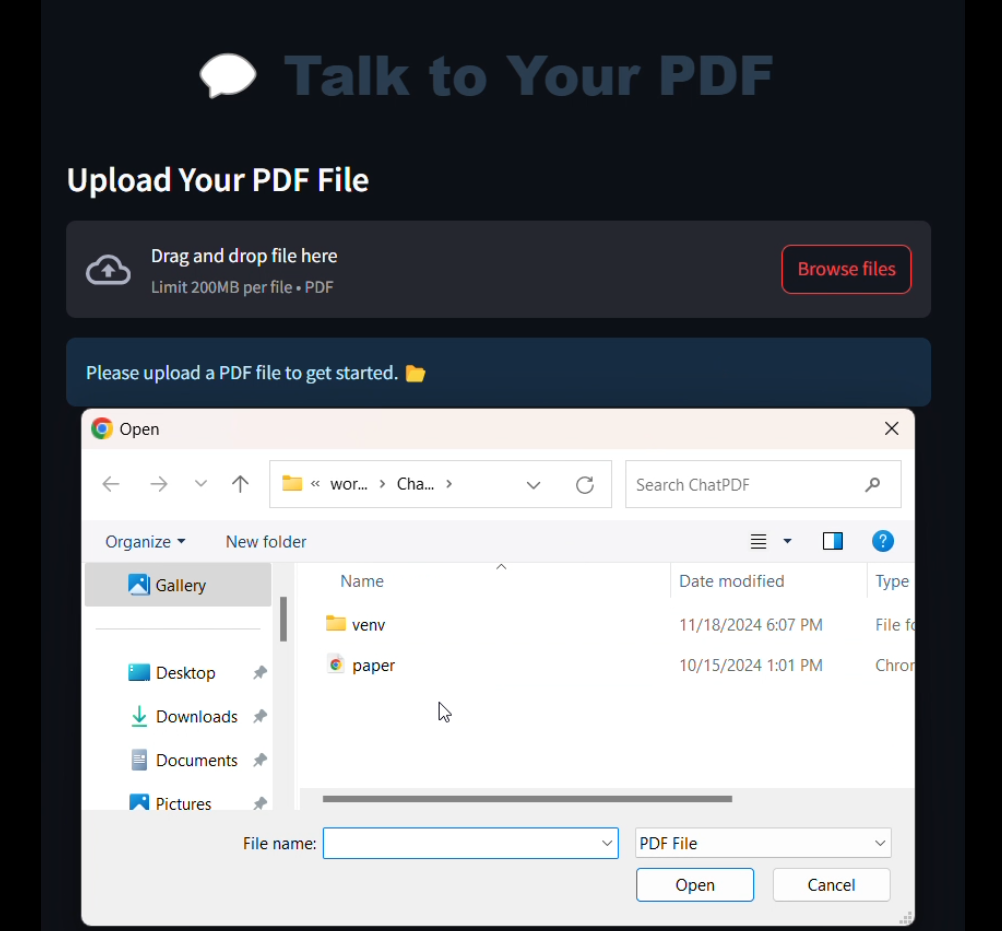 Talk to Your PDF
Upload Your PDF File
Drag and drop file here
Limit 200MB per file • PDF
Browse files
Please upload a PDF file to get started.
Open
« wor... › Cha... ›
Search ChatPDF
Organize
New folder
Gallery
Name
Date modified
Type
venv
11/18/2024 6:07 PM
File fo
paper
10/15/2024 1:01 PM
Chror
Desktop
Downloads
Documents
Pictures
File name:
PDF File
Open
Cancel